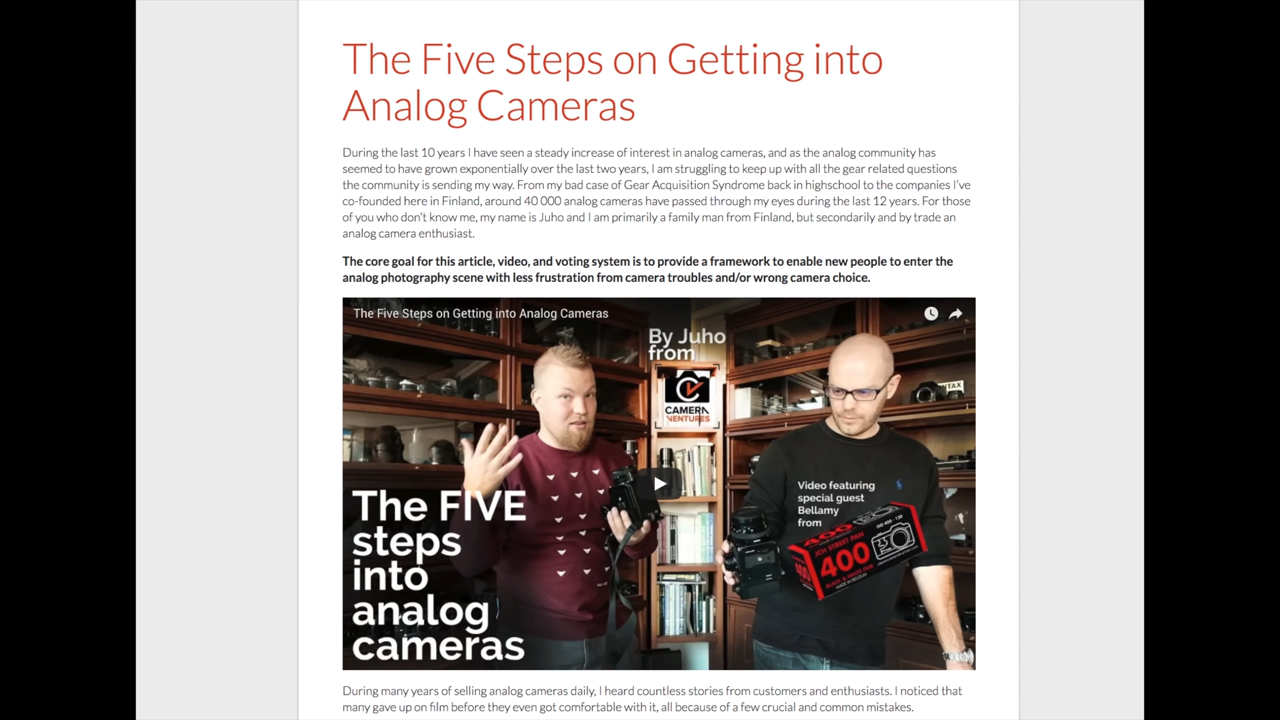 The Five Steps on Getting into
Analog Cameras
During the last 10 years I have seen a steady increase of interest in analog cameras, and as the analog community has
seemed to have grown exponentially over the last two years, I am struggling to keep up with all the gear related questions
the community is sending my way. From my bad case of Gear Acquisition Syndrome back in highschool to the companies I've
co-founded here in Finland, around 40 000 analog cameras have passed through my eyes during the last 12 years. For those
of you who don't know me, my name is Juho and I am primarily a family man from Finland, but secondarily and by trade an
analog camera enthusiast.
The core goal for this article, video, and voting system is to provide a framework to enable new people to enter the
analog photography scene with less frustration from camera troubles and/or wrong camera choice.
The Five Steps on Getting into Analog Cameras
By Juho
from
CAMERA
VENTURES
The FIVE
steps
into
analog
cameras
Video featuring
special guest
Bellamy
from
ISO 400
JCH STREET PAN
400
BLACK & WHITE FILM
During many years of selling analog cameras daily, I heard countless stories from customers and enthusiasts. I noticed that
many gave up on film before they even got comfortable with it, all because of a few crucial and common mistakes.